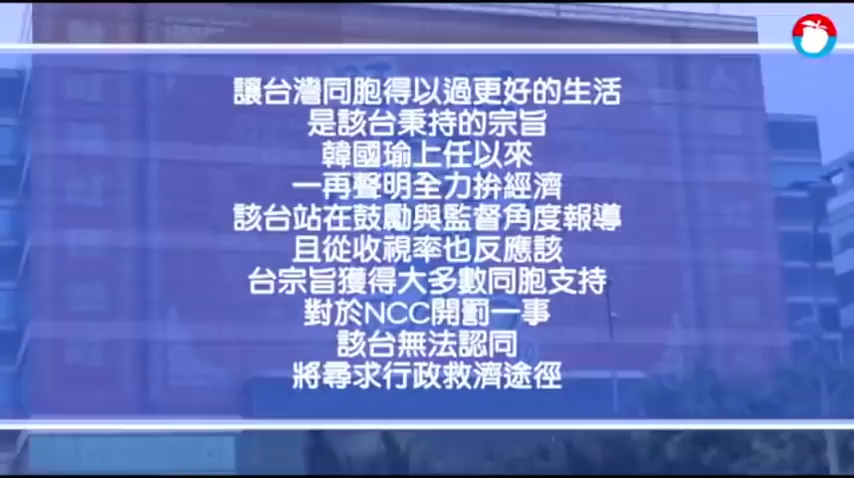 讓台灣同胞得以過更好的生活
是該台秉持的宗旨
韓國瑜上任以來
一再聲明全力拚經濟
該台站在鼓勵與監督角度報導
且從收視率也反應該
台宗旨獲得大多數同胞支持
對於NCC開罰一事
該台無法認同
將尋求行政救濟途徑